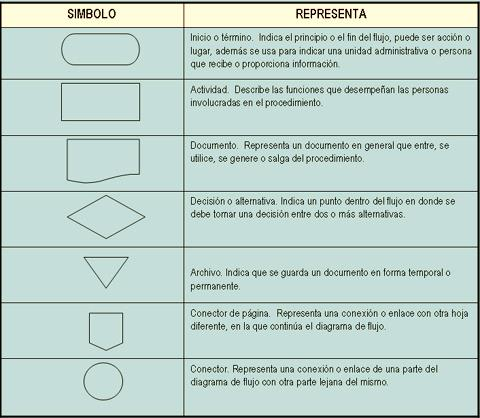 SIMBOLO
REPRESENTA
Inicio o término. Indica el principio o el fin del flujo, puede ser acción o
lugar, además se usa para indicar una unidad administrativa o persona
que recibe o proporciona información.
Actividad. Describe las funciones que desempeñan las personas
involucradas en el procedimiento.
Documento. Representa un documento en general que entre, se
utilice, se genere o salga del procedimiento.
Decisión o alternativa. Indica un punto dentro del flujo en donde se
debe tomar una decisión entre dos o más alternativas.
Archivo. Indica que se guarda un documento en forma temporal o
permanente.
Conector de página. Representa una conexión o enlace con otra hoja
diferente, en la que continúa el diagrama de flujo.
Conector. Representa una conexión o enlace de una parte del
diagrama de flujo con otra parte lejana del mismo.